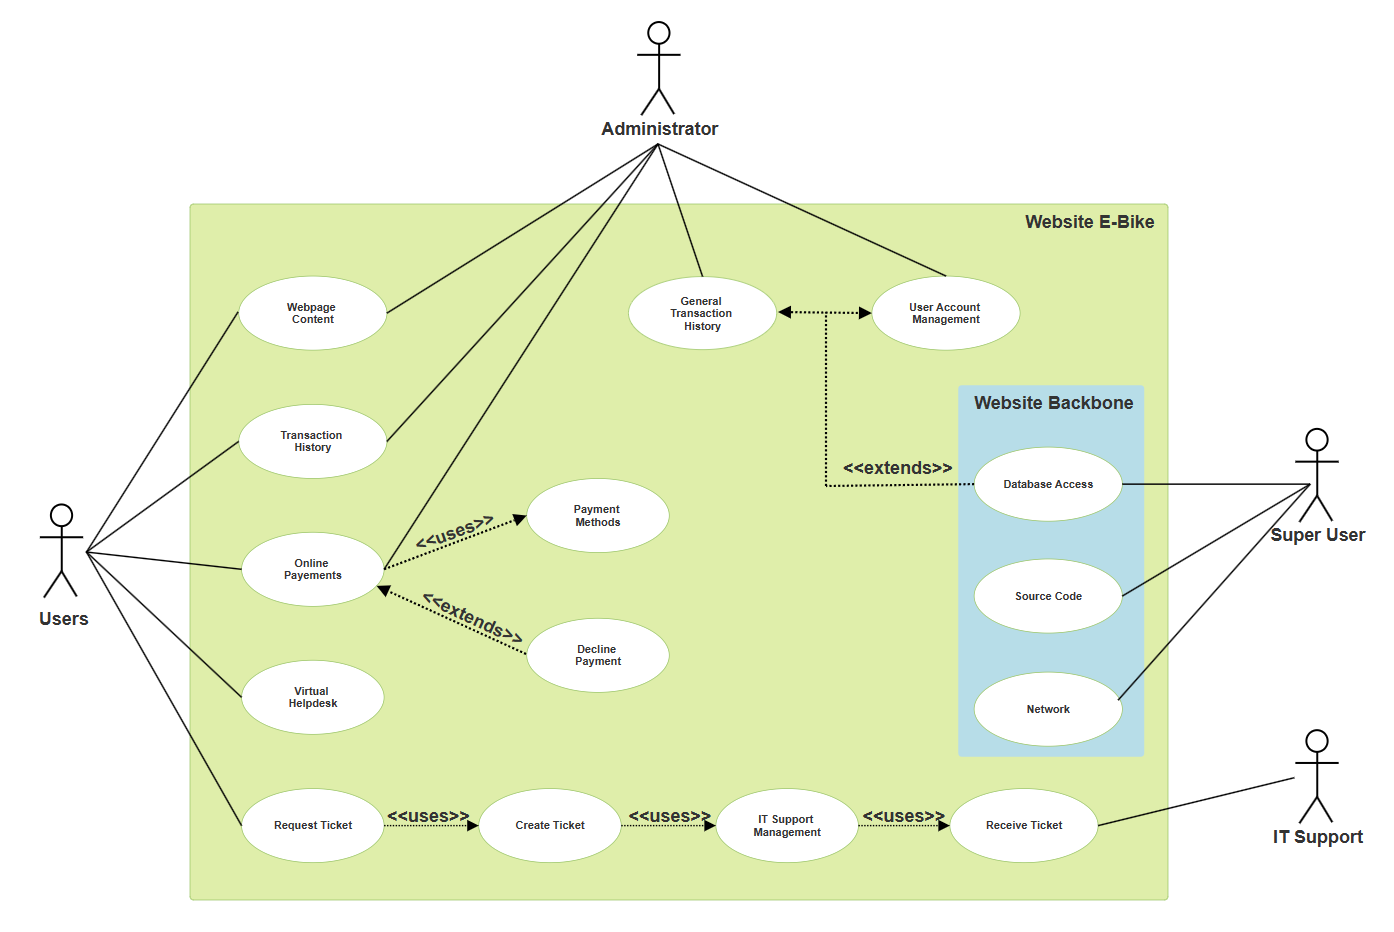 Administrator
Website E-Bike
Webpage
Content
General
Transaction
History
User Account
Management
Website Backbone
Transaction
History
<<extends>>
Database Access
Super User
Payment
Methods
<<uses>>
Online
Payments
<<extends>>
Users
Source Code
Decline
Payment
Virtual
Helpdesk
Network
Request Ticket
<<uses>>
Create Ticket
<<uses>>
IT Support
Management
<<uses>>
Receive Ticket
IT Support